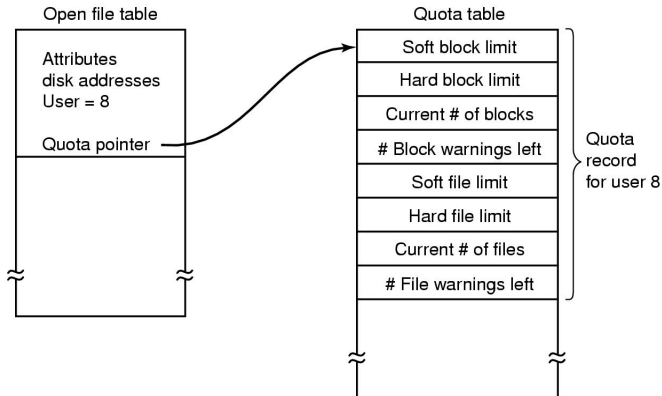 Open file table
Attributes
disk addresses
User = 8
Quota pointer
Quota table
Soft block limit
Hard block limit
Current # of blocks
# Block warnings left
Soft file limit
Hard file limit
Current # of files
# File warnings left
Quota
record
for user 8